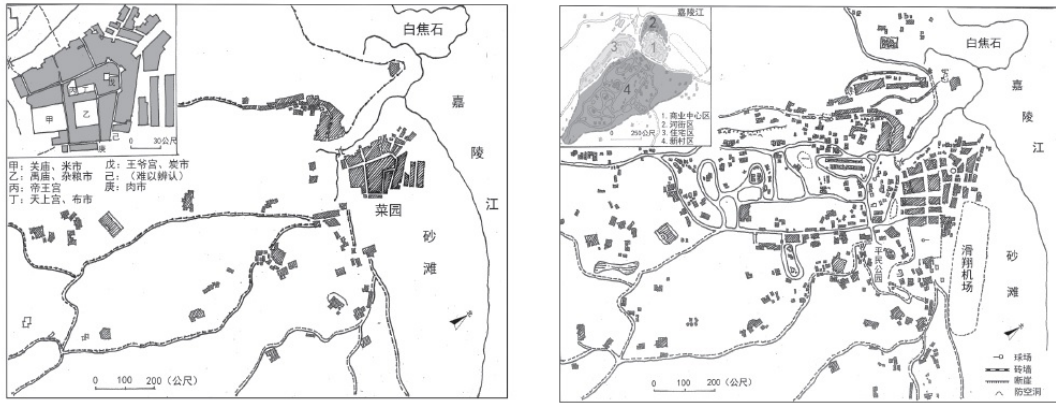 白焦石
嘉
陵
江
甲
乙
丙
丁
戊
己
庚
0 30公尺
甲：关庙、米市
乙：禹庙、杂粮市
丙：帝王宫
丁：天上宫、布市
戊：王爷宫、炭市
己：（难以辨认）
庚：肉市
菜园
砂
滩
0 100 200（公尺）
嘉陵江
1
2
3
4
1. 商业中心区
2. 河街区
3. 住宅区
4. 新村区
0 250公尺
白焦石
嘉
陵
江
平民公园
滑翔机场
砂
滩
球场
砖墙
断崖
防空洞
0 100 200（公尺）